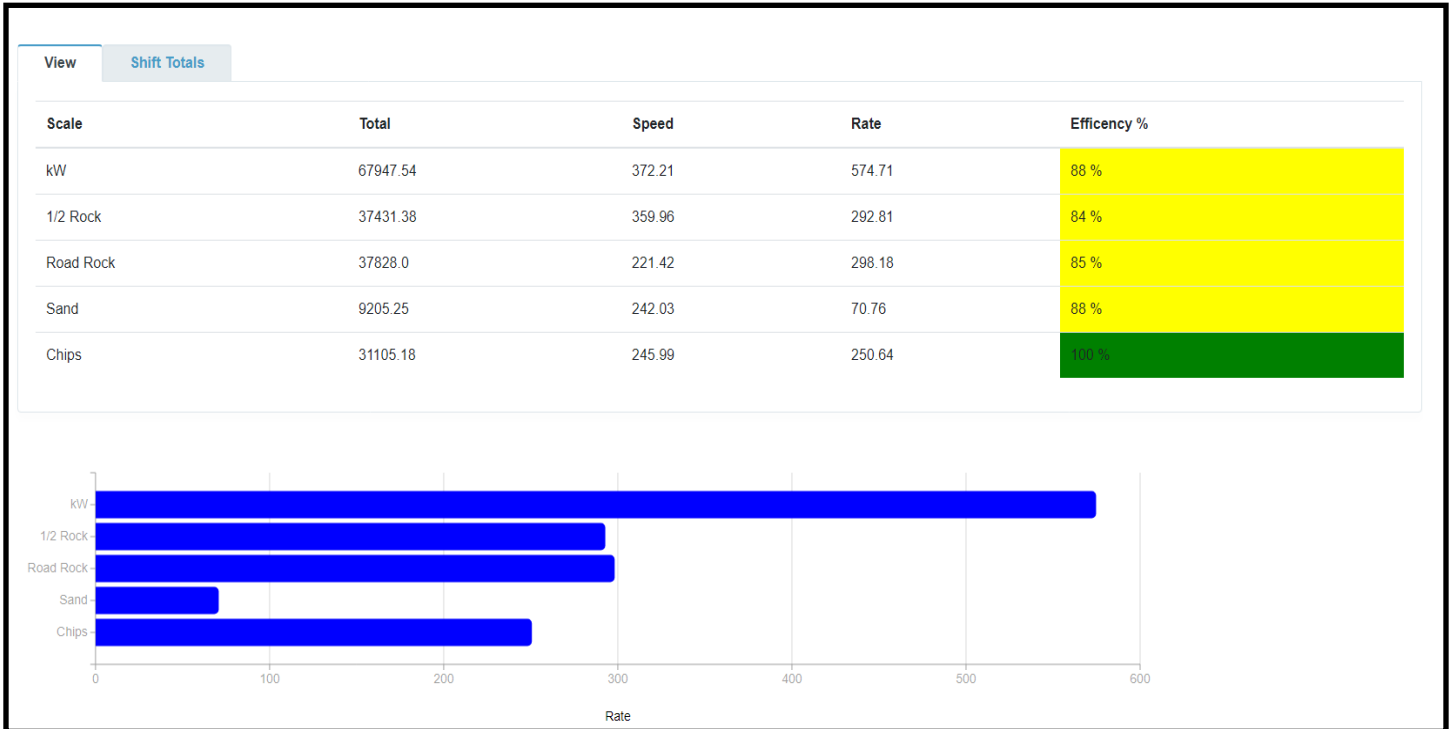 View Shift Totals
Scale Total Speed Rate Efficency %
kW 67947.54 372.21 574.71 88 %
1/2 Rock 37431.38 359.96 292.81 84 %
Road Rock 37828.0 221.42 298.18 85 %
Sand 9205.25 242.03 70.76 88 %
Chips 31105.18 245.99 250.64 100 %
kW
1/2 Rock
Road Rock
Sand
Chips
0 100 200 300 400 500 600
Rate